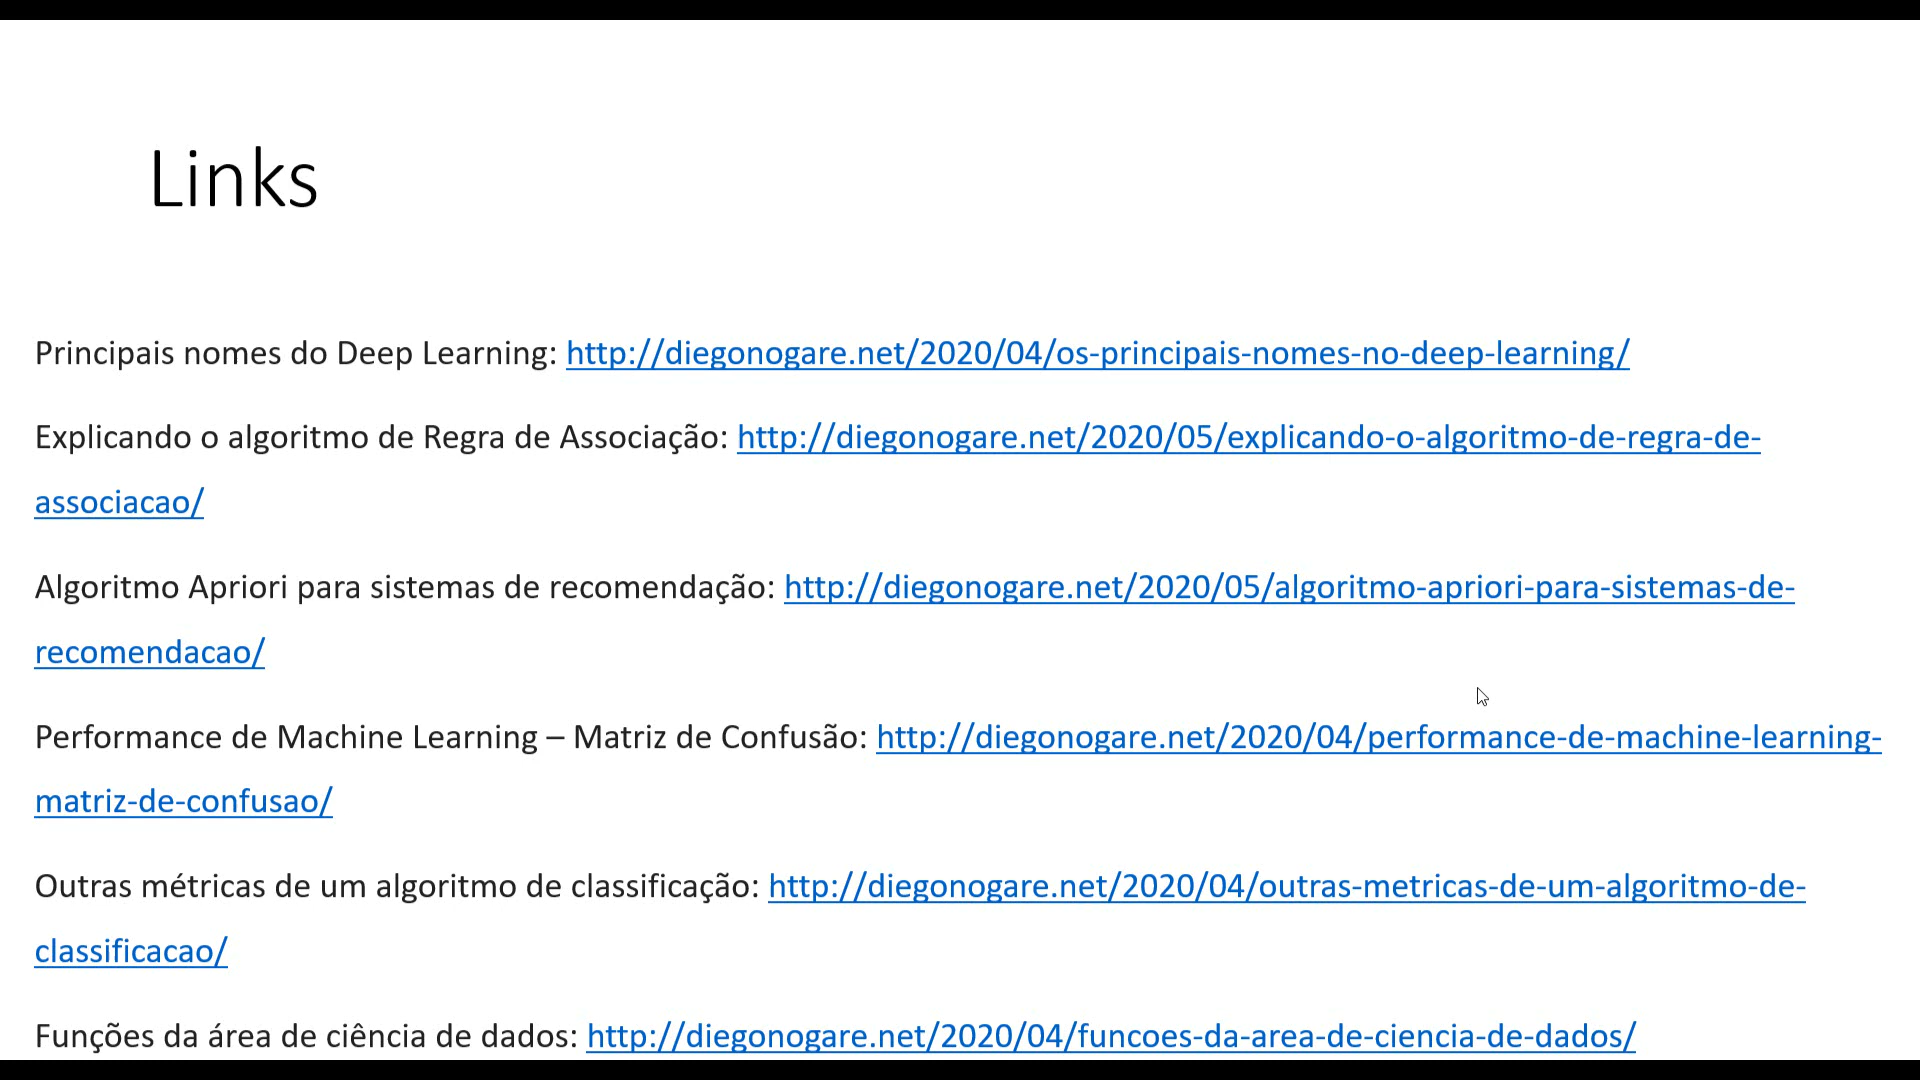 Links
Principais nomes do Deep Learning: http://diegonogare.net/2020/04/os-principais-nomes-no-deep-learning/
Explicando o algoritmo de Regra de Associação: http://diegonogare.net/2020/05/explicando-o-algoritmo-de-regra-de-
associacao/
Algoritmo Apriori para sistemas de recomendação: http://diegonogare.net/2020/05/algoritmo-apriori-para-sistemas-de-
recomendacao/
Performance de Machine Learning – Matriz de Confusão: http://diegonogare.net/2020/04/performance-de-machine-learning-
matriz-de-confusao/
Outras métricas de um algoritmo de classificação: http://diegonogare.net/2020/04/outras-metricas-de-um-algoritmo-de-
classificacao/
Funções da área de ciência de dados: http://diegonogare.net/2020/04/funcoes-da-area-de-ciencia-de-dados/